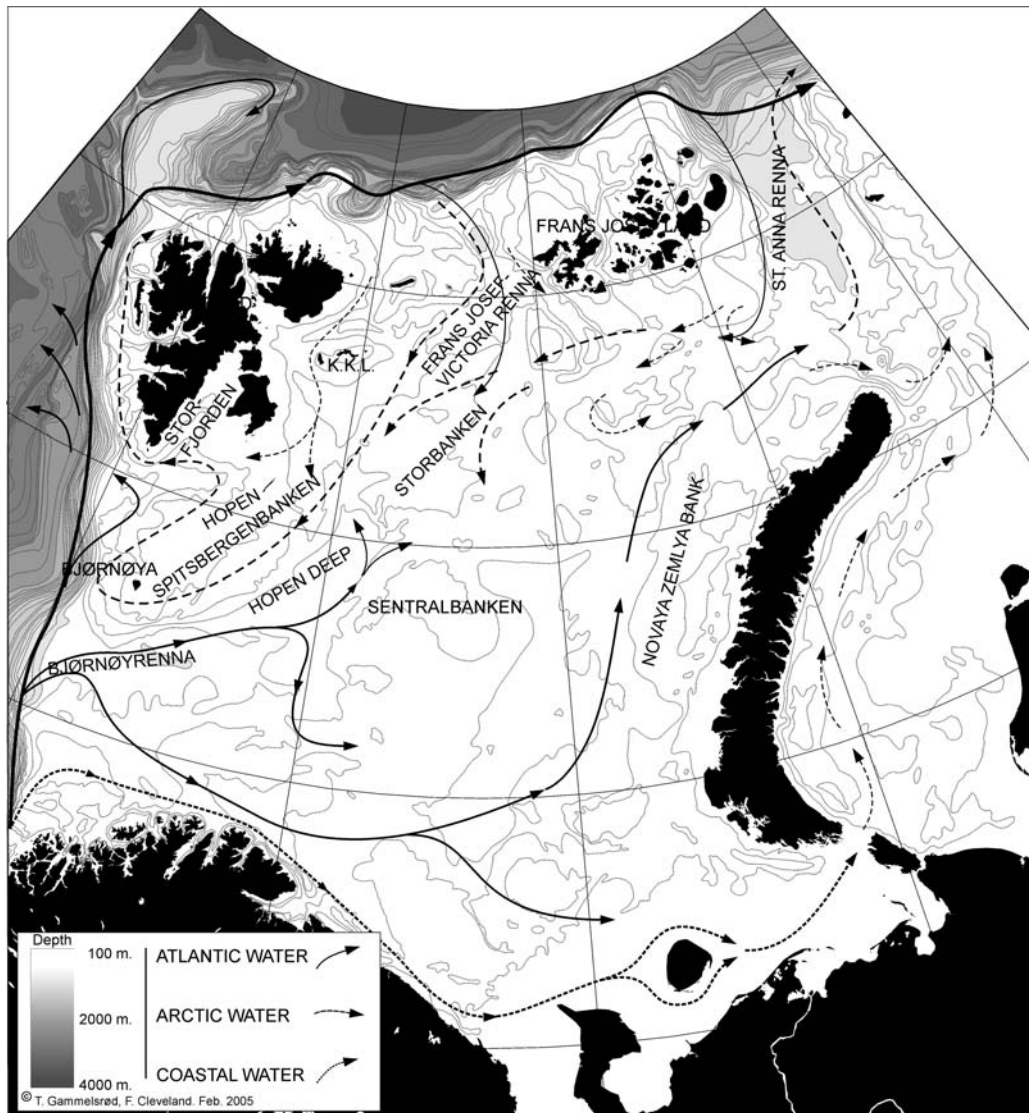 ST. ANNA RENNA
FRANS JOSEF LAND
FRANS JOSEF
VICTORIA RENNA
K.K.L.
STOR-
FJORDEN
STORBANKEN
HOPEN
SPITSBERGENBANKEN
NOVAYA ZEMLYA BANK
BJØRNØYA
HOPEN DEEP
SENTRALBANKEN
BJØRNØYRENNA
Depth
100 m.
2000 m.
4000 m.
ATLANTIC WATER
ARCTIC WATER
COASTAL WATER
© T. Gammelsrød, F. Cleveland. Feb. 2005